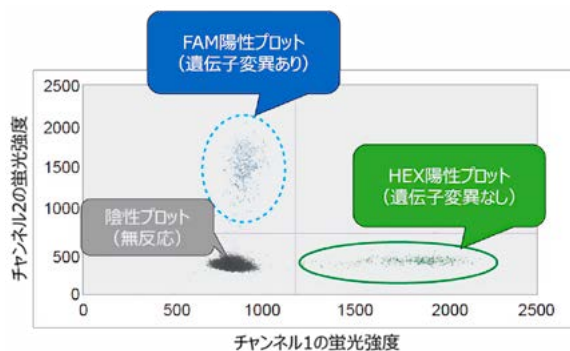 FAM陽性プロット
（遺伝子変異あり）
HEX陽性プロット
（遺伝子変異なし）
陰性プロット
（無反応）
チャンネル2の蛍光強度
2500
2000
1500
1000
500
0
0
500
1000
1500
2000
2500
チャンネル1の蛍光強度